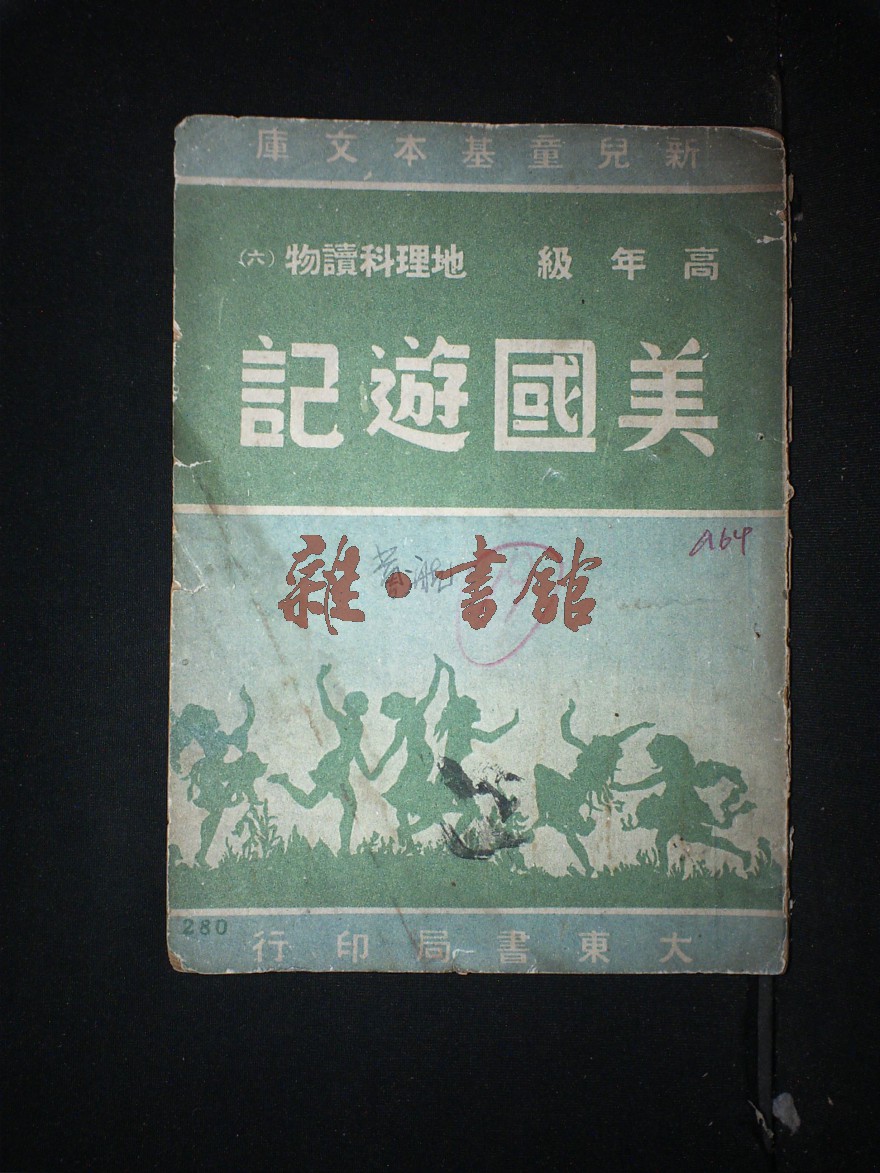 新兒童基本文庫
高年級 地理科讀物(六)
美國遊記
A64
雜·書館
280
大東書局印行